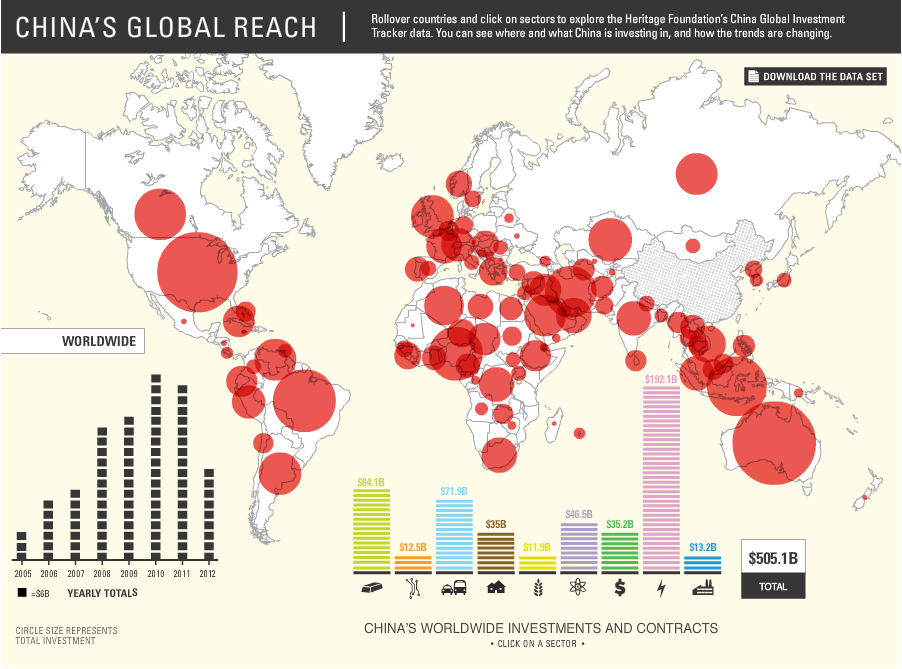 CHINA'S GLOBAL REACH
Rollover countries and click on sectors to explore the Heritage Foundation's China Global Investment
Tracker data. You can see where and what China is investing in, and how the trends are changing.
DOWNLOAD THE DATA SET
WORLDWIDE
$192.1B
$84.1B
$71.9B
$46.5B
$35B
$35.2B
$12.5B
$11.9B
$13.2B
$505.1B
TOTAL
2005 2006 2007 2008 2009 2010 2011 2012
=$6B YEARLY TOTALS
CIRCLE SIZE REPRESENTS
TOTAL INVESTMENT
CHINA'S WORLDWIDE INVESTMENTS AND CONTRACTS
• CLICK ON A SECTOR •